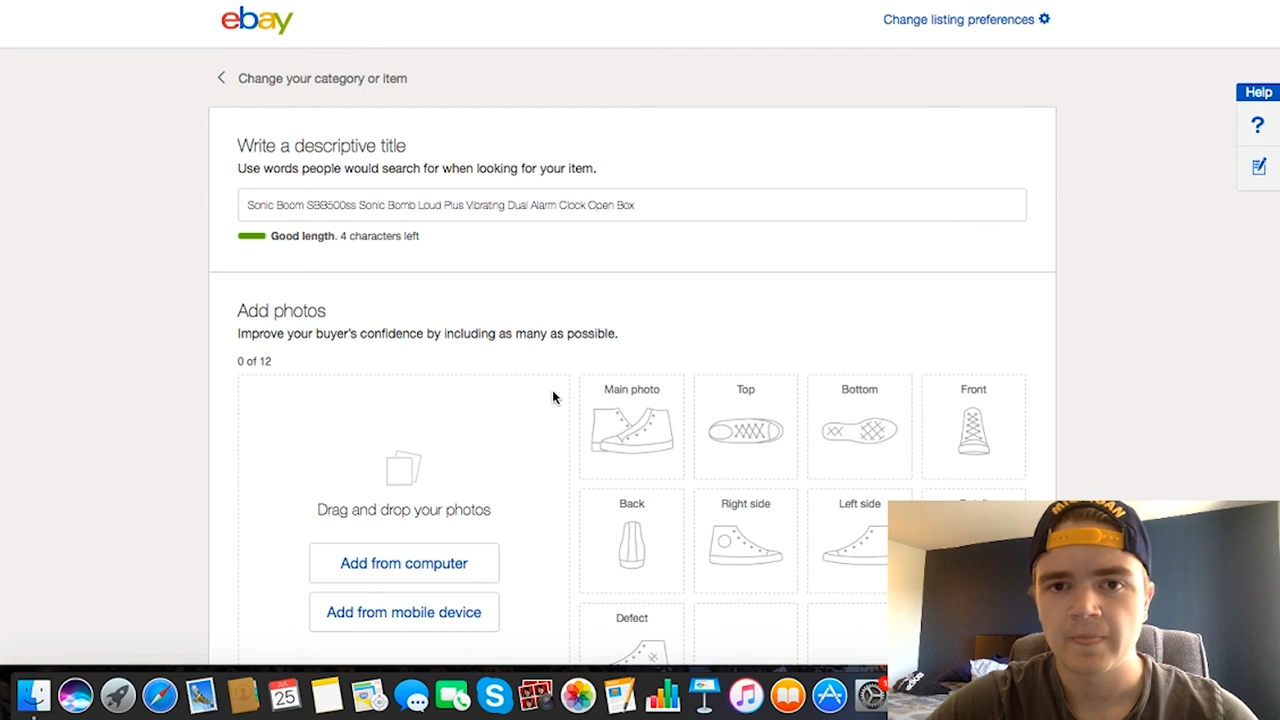 ebay
Change listing preferences
Change your category or item
Help
?
Write a descriptive title
Use words people would search for when looking for your item.
Sonic Boom SBB500ss Sonic Bomb Loud Plus Vibrating Dual Alarm Clock Open Box
Good length. 4 characters left
Add photos
Improve your buyer's confidence by including as many as possible.
0 of 12
Main photo
Top
Bottom
Front
Back
Right side
Left side
Drag and drop your photos
Add from computer
Add from mobile device
Defect
MICHIGAN
JUL
25